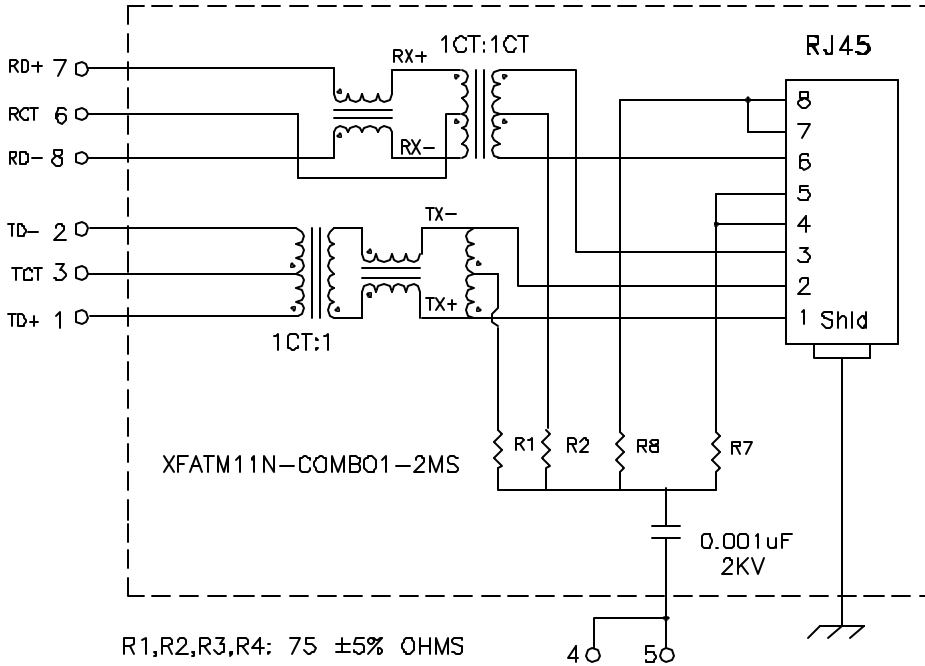 1CT:1CT
RJ45
RD+ 7
RX+
RCT 6
RX-
RD- 8
8
7
6
5
4
3
2
1 Shld
TD- 2
TX-
TCT 3
TX+
TD+ 1
1CT:1
R1
R2
R8
R7
XFATM11N-COMBO1-2MS
0.001uF
2KV
R1,R2,R3,R4: 75 ±5% OHMS
4
5